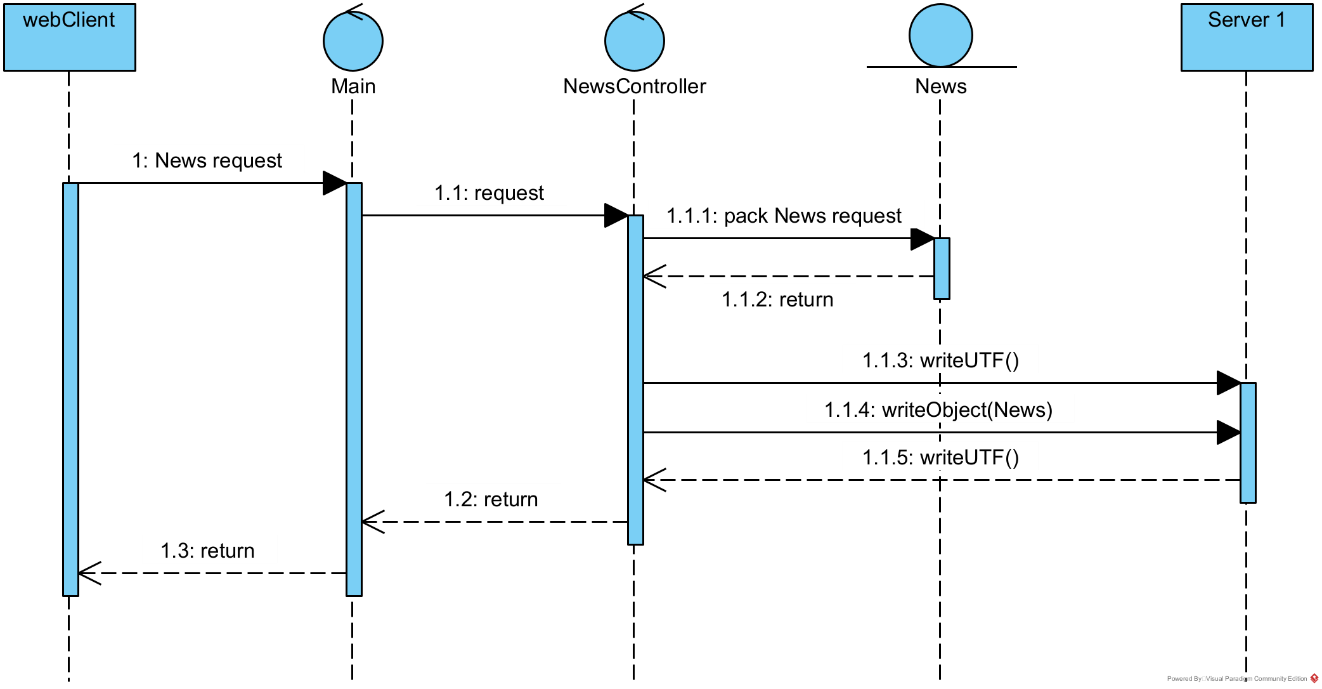 webClient
Main
NewsController
News
Server 1
1: News request
1.1: request
1.1.1: pack News request
1.1.2: return
1.1.3: writeUTF()
1.1.4: writeObject(News)
1.1.5: writeUTF()
1.2: return
1.3: return
Powered By: Visual Paradigm Community Edition